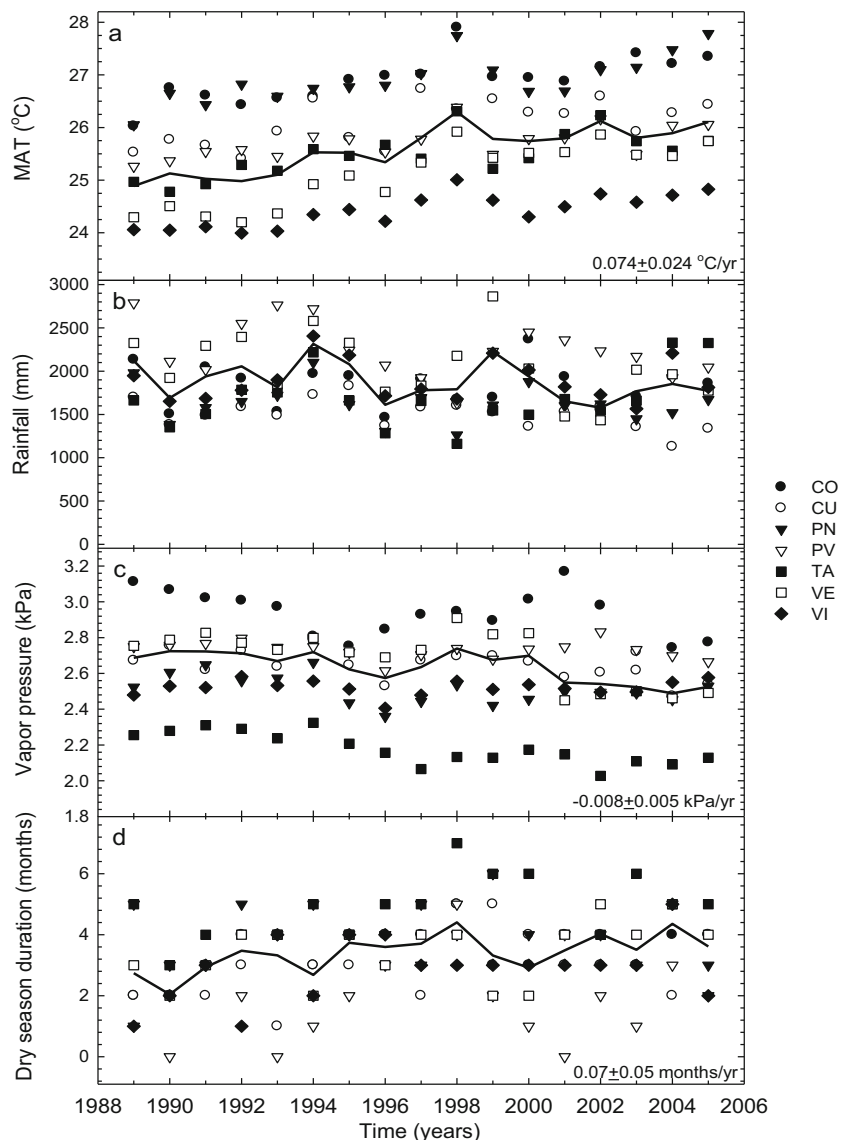 a
MAT (°C)
28
27
26
25
24
0.074±0.024 °C/yr
b
Rainfall (mm)
3000
2500
2000
1500
1000
500
0
c
Vapor pressure (kPa)
3.2
3.0
2.8
2.6
2.4
2.2
2.0
1.8
-0.008±0.005 kPa/yr
d
Dry season duration (months)
6
4
2
0
0.07±0.05 months/yr
1988 1990 1992 1994 1996 1998 2000 2002 2004 2006
Time (years)
CO
CU
PN
PV
TA
VE
VI